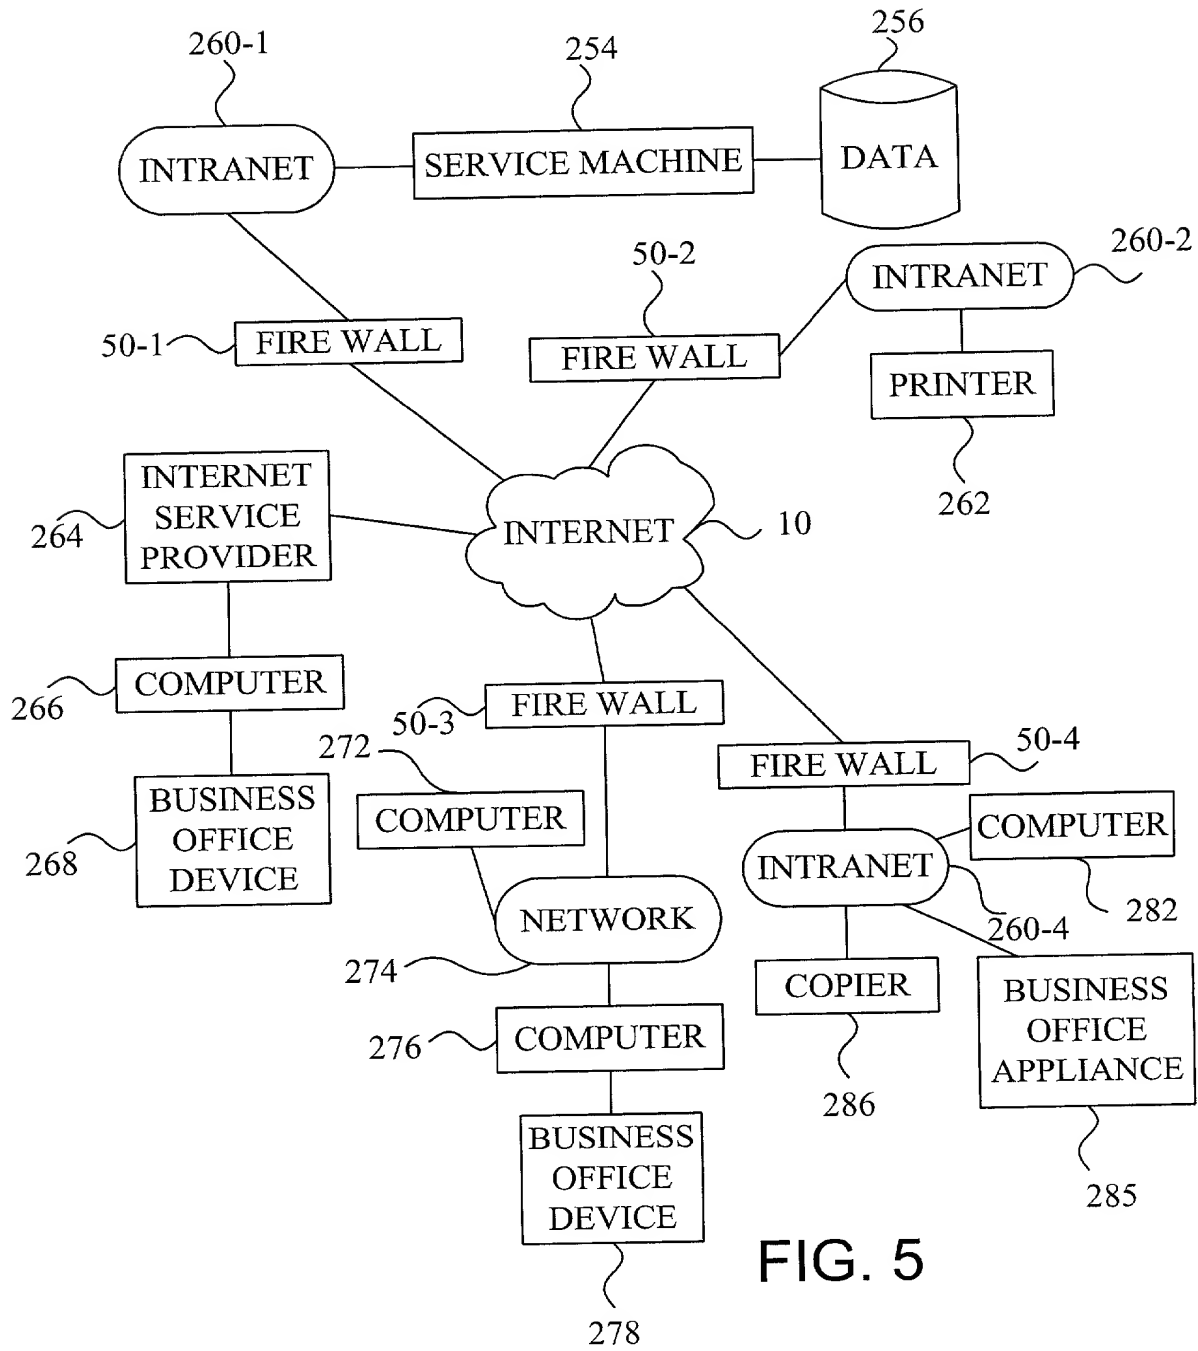 260-1
254
256
INTRANET
SERVICE MACHINE
DATA
50-2
260-2
INTRANET
50-1
FIRE WALL
FIRE WALL
PRINTER
262
264
INTERNET
SERVICE
PROVIDER
INTERNET
10
266
COMPUTER
50-3
FIRE WALL
272
50-4
FIRE WALL
268
BUSINESS
OFFICE
DEVICE
COMPUTER
COMPUTER
282
INTRANET
260-4
NETWORK
274
COPIER
286
BUSINESS
OFFICE
APPLIANCE
285
276
COMPUTER
BUSINESS
OFFICE
DEVICE
278
FIG. 5